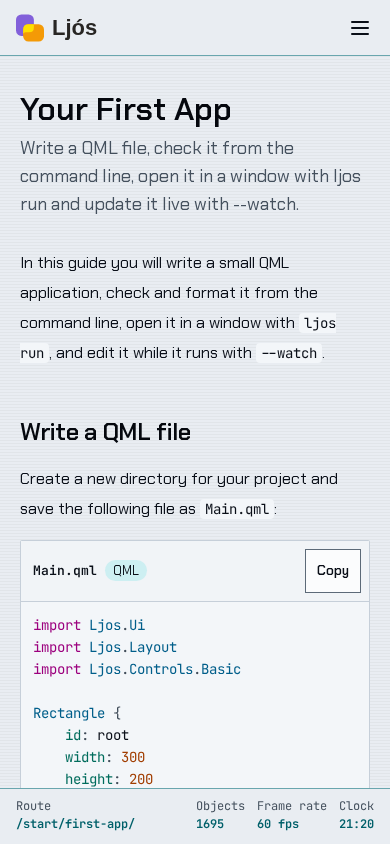 Ljós
Your First App
Write a QML file, check it from the
command line, open it in a window with ljos
run and update it live with --watch.
In this guide you will write a small QML
application, check and format it from the
command line, open it in a window with ljos
run, and edit it while it runs with --watch.
Write a QML file
Create a new directory for your project and
save the following file as Main.qml:
Main.qml QML Copy
import Ljos.Ui
import Ljos.Layout
import Ljos.Controls.Basic
Rectangle {
    id: root
    width: 300
    height: 200
Route Objects Frame rate Clock
/start/first-app/ 1695 60 fps 21:20